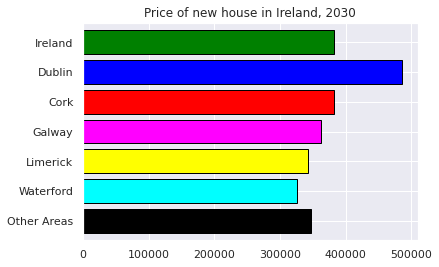 Price of new house in Ireland, 2030
Ireland
Dublin
Cork
Galway
Limerick
Waterford
Other Areas
0 100000 200000 300000 400000 500000